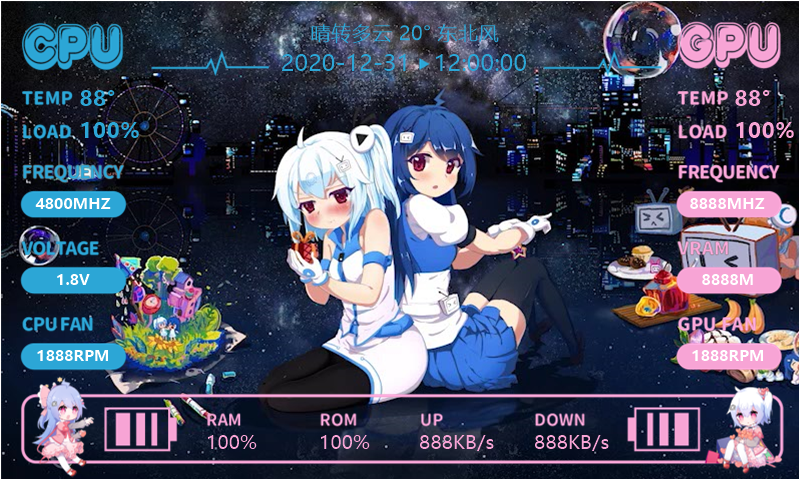 晴转多云 20° 东北风
2020-12-31 ▸ 12:00:00
CPU
TEMP 88°
LOAD 100%
FREQUENCY
4800MHZ
VOLTAGE
1.8V
CPU FAN
1888RPM
GPU
TEMP 88°
LOAD 100%
FREQUENCY
8888MHZ
VRAM
8888M
GPU FAN
1888RPM
RAM
100%
ROM
100%
UP
888KB/s
DOWN
888KB/s